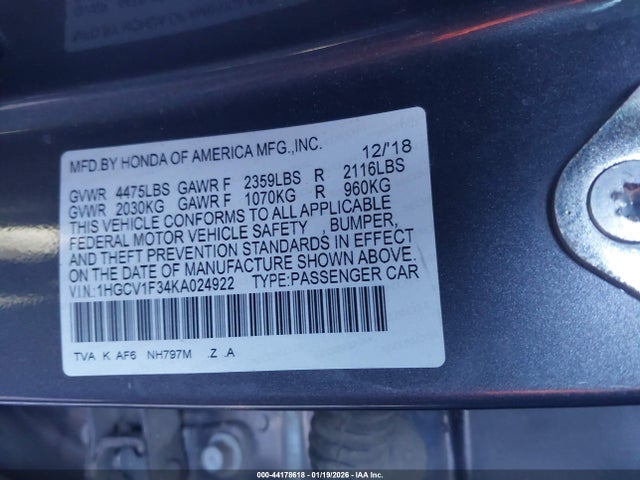 MFD.BY HONDA OF AMERICA MFG.,INC. 12/'18
GVWR 4475LBS GAWR F 2359LBS R 2116LBS
GVWR 2030KG GAWR F 1070KG R 960KG
THIS VEHICLE CONFORMS TO ALL APPLICABLE
FEDERAL MOTOR VEHICLE SAFETY , BUMPER,
AND THEFT PREVENTION STANDARDS IN EFFECT
ON THE DATE OF MANUFACTURE SHOWN ABOVE.
V.I.N.:1HGCV1F34KA024922 TYPE:PASSENGER CAR
TVA K AF6 NH797M .Z .A
000-44178618 - 01/19/2026 - IAA Inc.